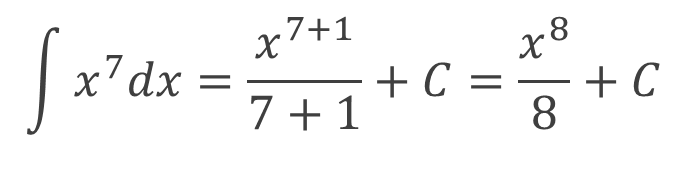 ∫ x⁷dx = x⁷⁺¹/(7 + 1) + C = x⁸/8 + C